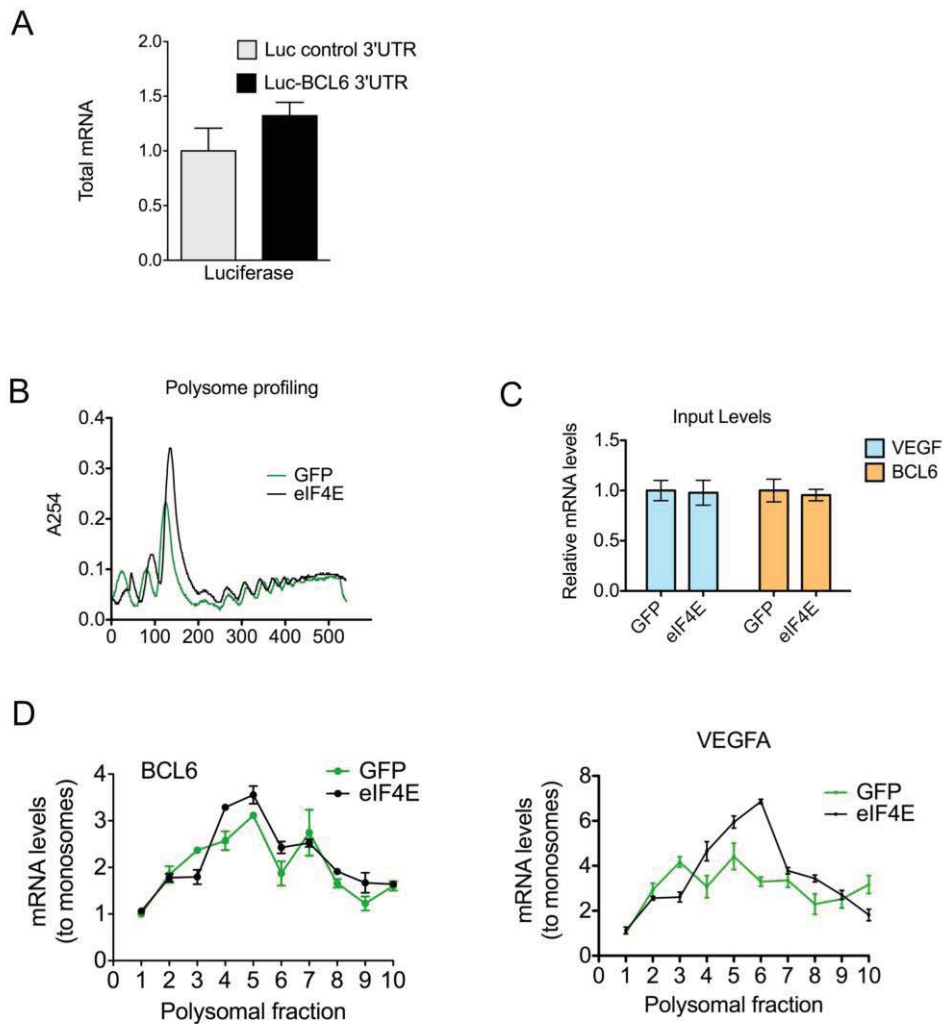 A
Total mRNA
2.0
1.5
1.0
0.5
0.0
Luc control 3'UTR
Luc-BCL6 3'UTR
Luciferase
B
Polysome profiling
A254
0.4
0.3
0.2
0.1
0.0
GFP
eIF4E
0 100 200 300 400 500
C
Input Levels
Relative mRNA levels
1.5
1.0
0.5
0.0
VEGF
BCL6
GFP eIF4E GFP eIF4E
D
BCL6
mRNA levels
(to monosomes)
4
3
2
1
0
GFP
eIF4E
0 1 2 3 4 5 6 7 8 9 10
Polysomal fraction
VEGFA
mRNA levels
(to monosomes)
8
6
4
2
0
GFP
eIF4E
0 1 2 3 4 5 6 7 8 9 10
Polysomal fraction